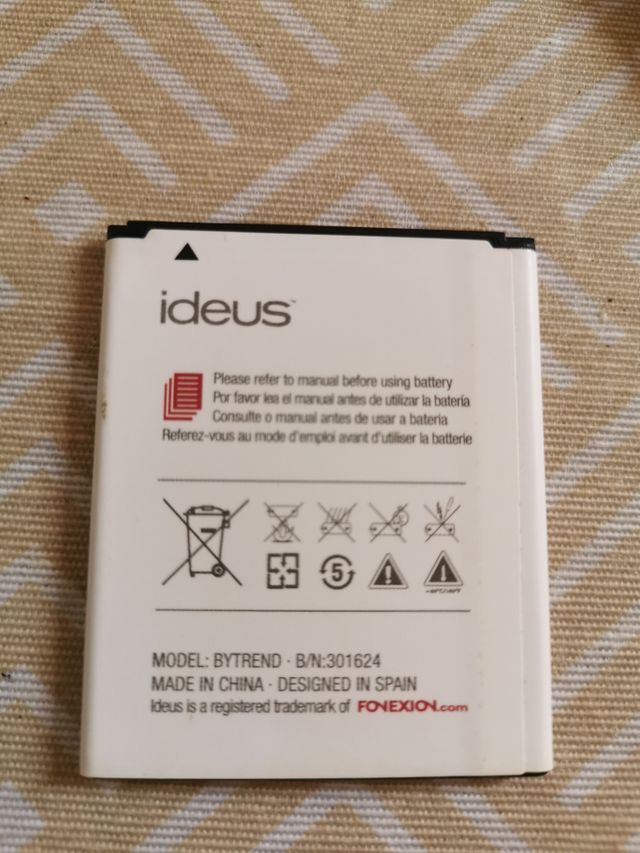 ideus™
Please refer to manual before using battery
Por favor lea el manual antes de utilizar la batería
Consulte o manual antes de usar a bateria
Referez-vous au mode d'emploi avant d'utiliser la batterie
5
MODEL: BYTREND · B/N:301624
MADE IN CHINA · DESIGNED IN SPAIN
Ideus is a registered trademark of FONEXION.com